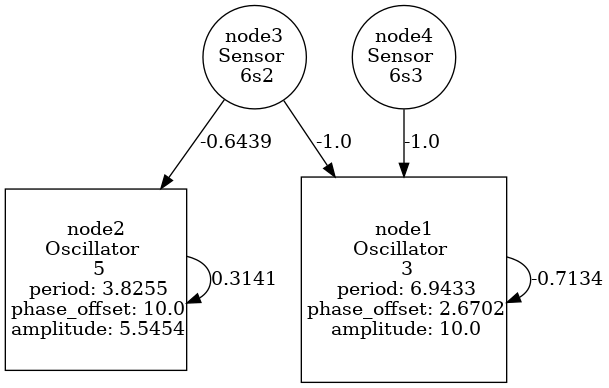 node3
Sensor
6s2
node4
Sensor
6s3
-0.6439
-1.0
-1.0
node2
Oscillator
5
period: 3.8255
phase_offset: 10.0
amplitude: 5.5454
0.3141
node1
Oscillator
3
period: 6.9433
phase_offset: 2.6702
amplitude: 10.0
-0.7134